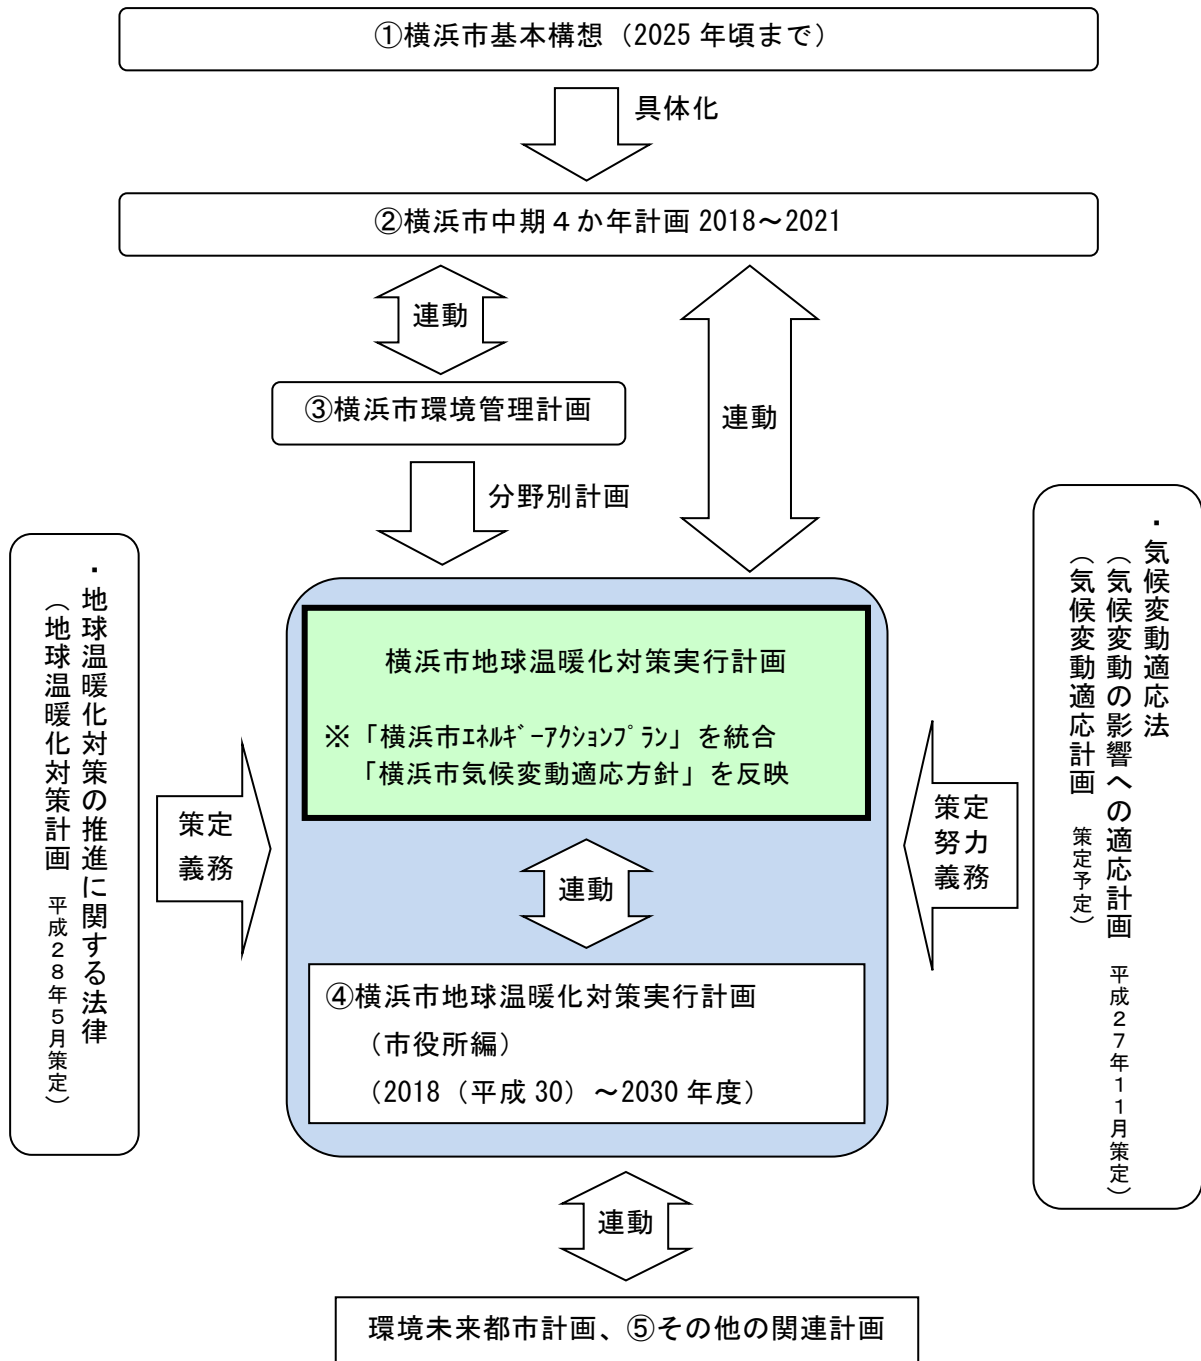 ①横浜市基本構想（2025 年頃まで）
具体化
②横浜市中期４か年計画 2018～2021
連動
連動
③横浜市環境管理計画
分野別計画
・地球温暖化対策の推進に関する法律
（地球温暖化対策計画 平成２８年５月策定）
策定
義務
横浜市地球温暖化対策実行計画
※「横浜市ｴﾈﾙｷﾞｰｱｸｼｮﾝﾌﾟﾗﾝ」を統合
「横浜市気候変動適応方針」を反映
連動
④横浜市地球温暖化対策実行計画
（市役所編）
（2018（平成 30）～2030 年度）
策定
努力
義務
・気候変動適応法
（気候変動の影響への適応計画 平成２７年１１月策定）
（気候変動適応計画 策定予定）
連動
環境未来都市計画、⑤その他の関連計画